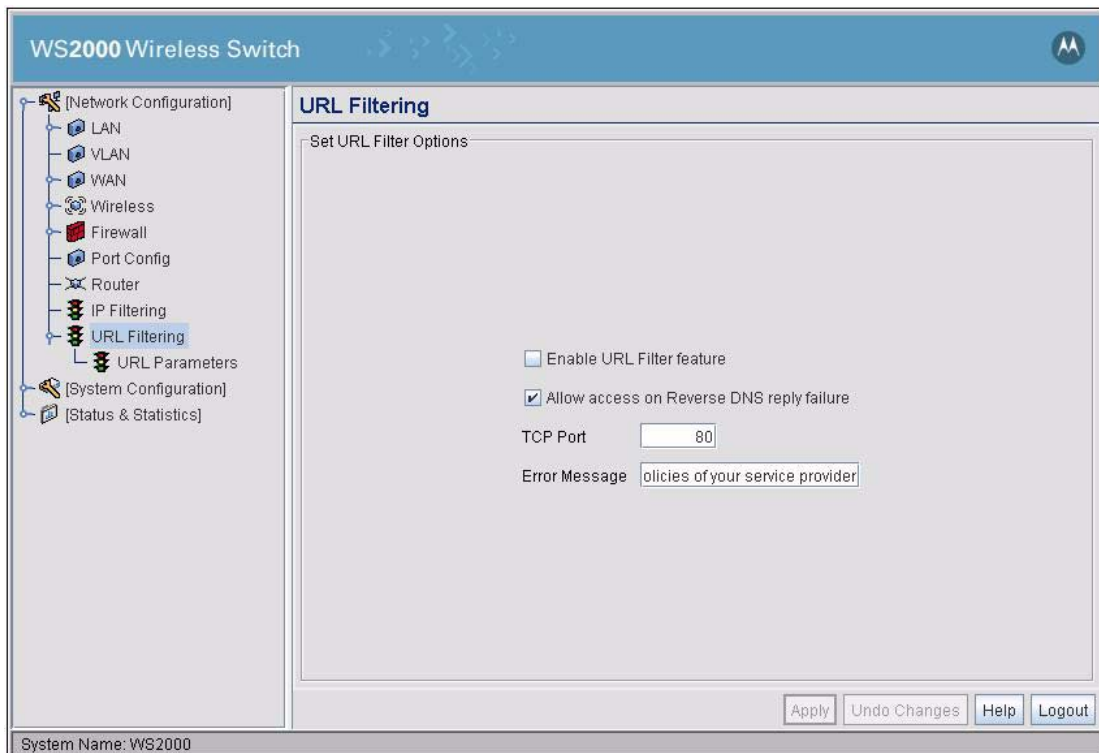 WS2000 Wireless Switch
[Network Configuration]
LAN
VLAN
WAN
Wireless
Firewall
Port Config
Router
IP Filtering
URL Filtering
URL Parameters
[System Configuration]
[Status & Statistics]
URL Filtering
Set URL Filter Options
Enable URL Filter feature
Allow access on Reverse DNS reply failure
TCP Port 80
Error Message olicies of your service provider
Apply Undo Changes Help Logout
System Name: WS2000